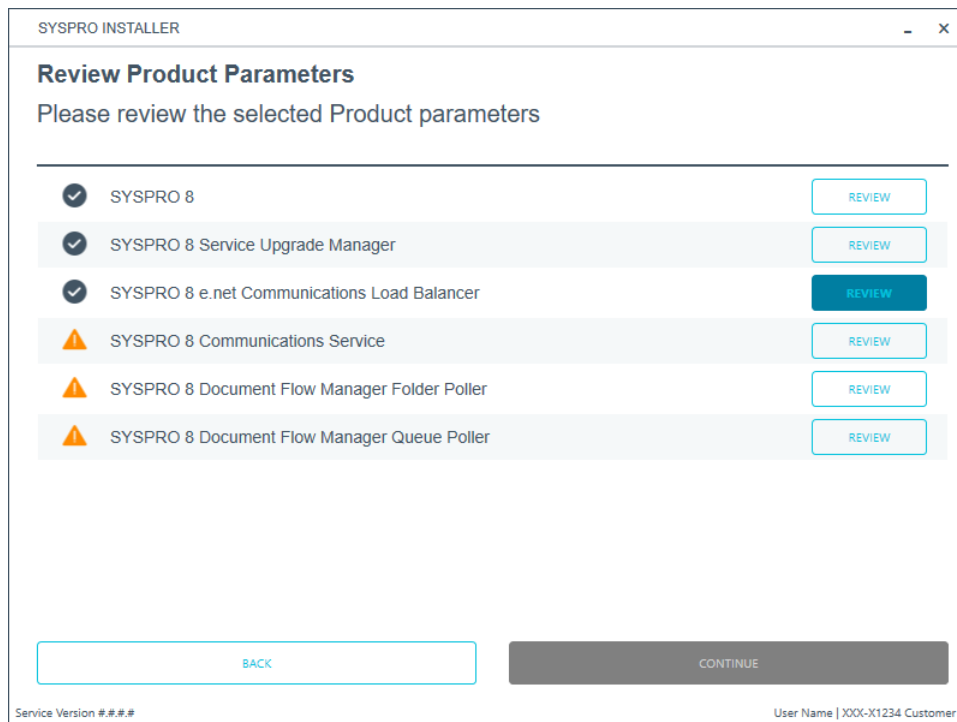 SYSPRO INSTALLER
Review Product Parameters
Please review the selected Product parameters
SYSPRO 8 REVIEW
SYSPRO 8 Service Upgrade Manager REVIEW
SYSPRO 8 e.net Communications Load Balancer REVIEW
SYSPRO 8 Communications Service REVIEW
SYSPRO 8 Document Flow Manager Folder Poller REVIEW
SYSPRO 8 Document Flow Manager Queue Poller REVIEW
BACK CONTINUE
Service Version #.#.#.# User Name | XXX-X1234 Customer